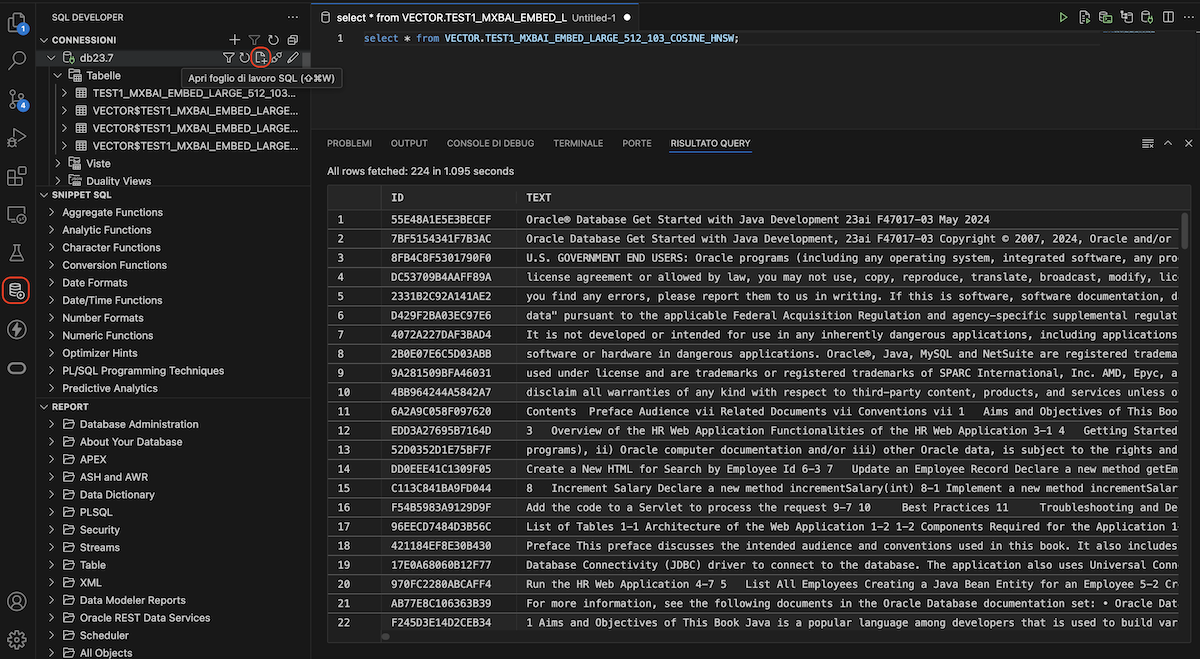 SQL DEVELOPER
CONNESSIONI
db23.7
Apri foglio di lavoro SQL (⇧⌘W)
Tabelle
TEST1_MXBAI_EMBED_LARGE_512_103...
VECTOR$TEST1_MXBAI_EMBED_LARGE...
VECTOR$TEST1_MXBAI_EMBED_LARGE...
VECTOR$TEST1_MXBAI_EMBED_LARGE...
Viste
Duality Views
SNIPPET SQL
Aggregate Functions
Analytic Functions
Character Functions
Conversion Functions
Date Formats
Date/Time Functions
Number Formats
Numeric Functions
Optimizer Hints
PL/SQL Programming Techniques
Predictive Analytics
REPORT
Database Administration
About Your Database
APEX
ASH and AWR
Data Dictionary
PLSQL
Security
Streams
Table
XML
Data Modeler Reports
Oracle REST Data Services
Scheduler
All Objects
1
4
select * from VECTOR.TEST1_MXBAI_EMBED_L Untitled-1
1 select * from VECTOR.TEST1_MXBAI_EMBED_LARGE_512_103_COSINE_HNSW;
PROBLEMI OUTPUT CONSOLE DI DEBUG TERMINALE PORTE RISULTATO QUERY
All rows fetched: 224 in 1.095 seconds
ID TEXT
1 55E48A1E5E3BECEF Oracle® Database Get Started with Java Development 23ai F47017-03 May 2024
2 7BF5154341F7B3AC Oracle Database Get Started with Java Development, 23ai F47017-03 Copyright © 2007, 2024, Oracle and/or
3 8FB4C8F5301790F0 U.S. GOVERNMENT END USERS: Oracle programs (including any operating system, integrated software, any pro
4 DC53709B4AAFF89A license agreement or allowed by law, you may not use, copy, reproduce, translate, broadcast, modify, lic
5 2331B2C92A141AE2 you find any errors, please report them to us in writing. If this is software, software documentation, d
6 D429F2BA03EC97E6 data" pursuant to the applicable Federal Acquisition Regulation and agency-specific supplemental regulat
7 4072A227DAF3BAD4 It is not developed or intended for use in any inherently dangerous applications, including applications
8 2B0E07E6C5D03ABB software or hardware in dangerous applications. Oracle®, Java, MySQL and NetSuite are registered tradema
9 9A281509BFA46031 used under license and are trademarks or registered trademarks of SPARC International, Inc. AMD, Epyc, a
10 4BB964244A5842A7 disclaim all warranties of any kind with respect to third-party content, products, and services unless o
11 6A2A9C058F097620 Contents Preface Audience vii Related Documents vii Conventions vii 1 Aims and Objectives of This Boo
12 EDD3A27695B7164D 3 Overview of the HR Web Application Functionalities of the HR Web Application 3-1 4 Getting Started
13 52D0352D1E75BF7F programs), ii) Oracle computer documentation and/or iii) other Oracle data, is subject to the rights and
14 DD0EEE41C1309F05 Create a New HTML for Search by Employee Id 6-3 7 Update an Employee Record Declare a new method getEm
15 C113C841BA9FD044 8 Increment Salary Declare a new method incrementSalary(int) 8-1 Implement a new method incrementSalar
16 F54B5983A9129D9F Add the code to a Servlet to process the request 9-7 10 Best Practices 11 Troubleshooting and De
17 96EECD7484D3B56C List of Tables 1-1 Architecture of the Web Application 1-2 1-2 Components Required for the Application 1-
18 421184EF8E30B430 Preface This preface discusses the intended audience and conventions used in this book. It also includes
19 17E0A68060B12F77 Database Connectivity (JDBC) driver to connect to the database. The application also uses Universal Conn
20 970FC2280ABCAFF4 Run the HR Web Application 4-7 5 List All Employees Creating a Java Bean Entity for an Employee 5-2 Cr
21 AB77E8C106363B39 For more information, see the following documents in the Oracle Database documentation set: • Oracle Dat
22 F245D3E14D2CEB34 1 Aims and Objectives of This Book Java is a popular language among developers that is used to build var